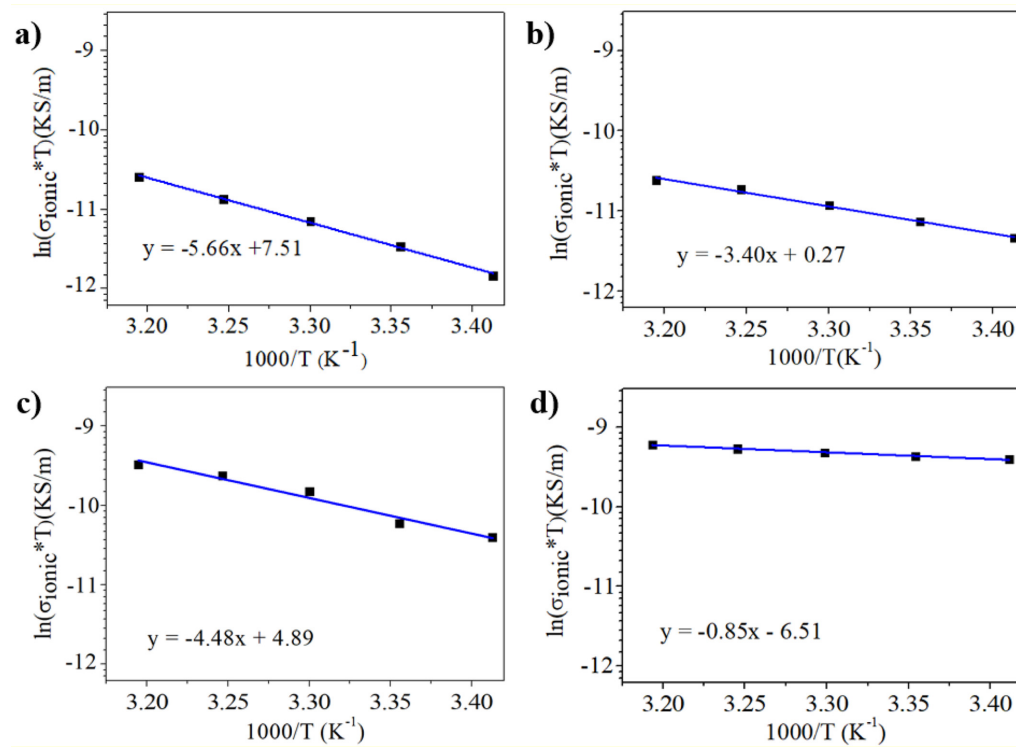 a)
-9
-10
-11
-12
ln(σionic*T)(KS/m)
y = -5.66x +7.51
3.20 3.25 3.30 3.35 3.40
1000/T (K-1)
b)
-9
-10
-11
-12
ln(σionic*T)(KS/m)
y = -3.40x + 0.27
3.20 3.25 3.30 3.35 3.40
1000/T(K-1)
c)
-9
-10
-11
-12
ln(σionic*T)(KS/m)
y = -4.48x + 4.89
3.20 3.25 3.30 3.35 3.40
1000/T (K-1)
d)
-9
-10
-11
-12
ln(σionic*T)(KS/m)
y = -0.85x - 6.51
3.20 3.25 3.30 3.35 3.40
1000/T (K-1)